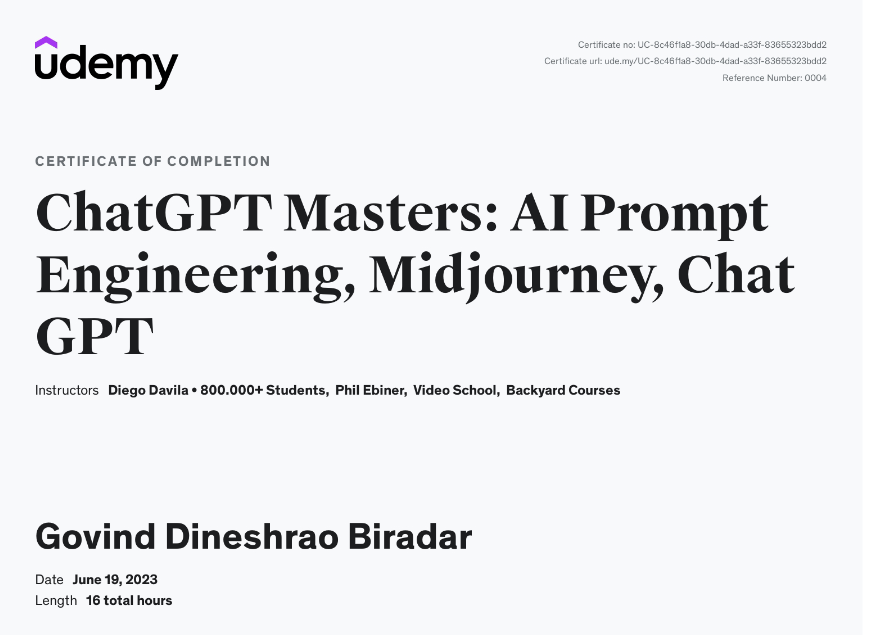 udemy
Certificate no: UC-8c46f1a8-30db-4dad-a33f-83655323bdd2
Certificate url: ude.my/UC-8c46f1a8-30db-4dad-a33f-83655323bdd2
Reference Number: 0004
CERTIFICATE OF COMPLETION
ChatGPT Masters: AI Prompt
Engineering, Midjourney, Chat
GPT
Instructors Diego Davila • 800.000+ Students, Phil Ebiner, Video School, Backyard Courses
Govind Dineshrao Biradar
Date June 19, 2023
Length 16 total hours